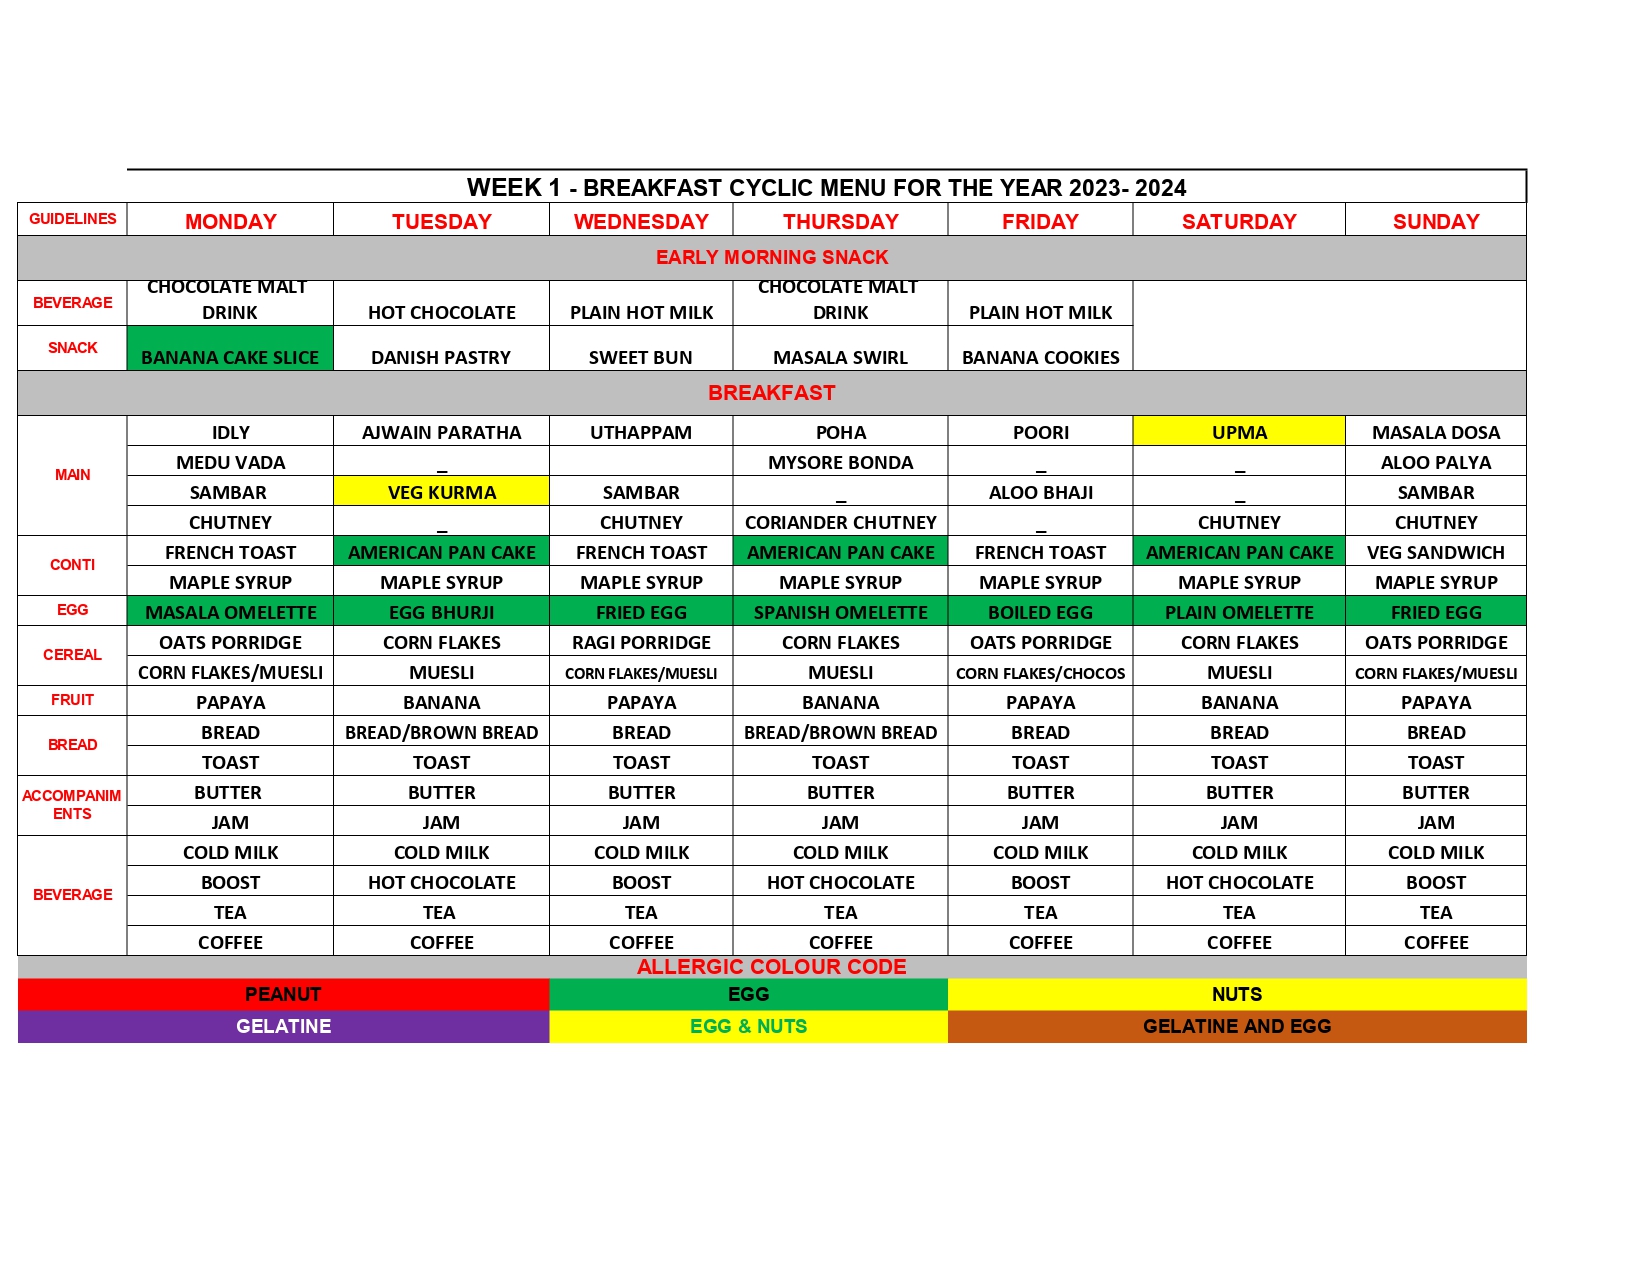 WEEK 1 - BREAKFAST CYCLIC MENU FOR THE YEAR 2023- 2024
GUIDELINES MONDAY TUESDAY WEDNESDAY THURSDAY FRIDAY SATURDAY SUNDAY
EARLY MORNING SNACK
BEVERAGE CHOCOLATE MALT DRINK HOT CHOCOLATE PLAIN HOT MILK CHOCOLATE MALT DRINK PLAIN HOT MILK
SNACK BANANA CAKE SLICE DANISH PASTRY SWEET BUN MASALA SWIRL BANANA COOKIES
BREAKFAST
MAIN IDLY AJWAIN PARATHA UTHAPPAM POHA POORI UPMA MASALA DOSA
MEDU VADA _ MYSORE BONDA _ _ ALOO PALYA
SAMBAR VEG KURMA SAMBAR _ ALOO BHAJI _ SAMBAR
CHUTNEY _ CHUTNEY CORIANDER CHUTNEY _ CHUTNEY CHUTNEY
CONTI FRENCH TOAST AMERICAN PAN CAKE FRENCH TOAST AMERICAN PAN CAKE FRENCH TOAST AMERICAN PAN CAKE VEG SANDWICH
MAPLE SYRUP MAPLE SYRUP MAPLE SYRUP MAPLE SYRUP MAPLE SYRUP MAPLE SYRUP MAPLE SYRUP
EGG MASALA OMELETTE EGG BHURJI FRIED EGG SPANISH OMELETTE BOILED EGG PLAIN OMELETTE FRIED EGG
CEREAL OATS PORRIDGE CORN FLAKES RAGI PORRIDGE CORN FLAKES OATS PORRIDGE CORN FLAKES OATS PORRIDGE
CORN FLAKES/MUESLI MUESLI CORN FLAKES/MUESLI MUESLI CORN FLAKES/CHOCOS MUESLI CORN FLAKES/MUESLI
FRUIT PAPAYA BANANA PAPAYA BANANA PAPAYA BANANA PAPAYA
BREAD BREAD BREAD/BROWN BREAD BREAD BREAD/BROWN BREAD BREAD BREAD BREAD
TOAST TOAST TOAST TOAST TOAST TOAST TOAST
ACCOMPANIMENTS BUTTER BUTTER BUTTER BUTTER BUTTER BUTTER BUTTER
JAM JAM JAM JAM JAM JAM JAM
BEVERAGE COLD MILK COLD MILK COLD MILK COLD MILK COLD MILK COLD MILK COLD MILK
BOOST HOT CHOCOLATE BOOST HOT CHOCOLATE BOOST HOT CHOCOLATE BOOST
TEA TEA TEA TEA TEA TEA TEA
COFFEE COFFEE COFFEE COFFEE COFFEE COFFEE COFFEE
ALLERGIC COLOUR CODE
PEANUT EGG NUTS
GELATINE EGG & NUTS GELATINE AND EGG